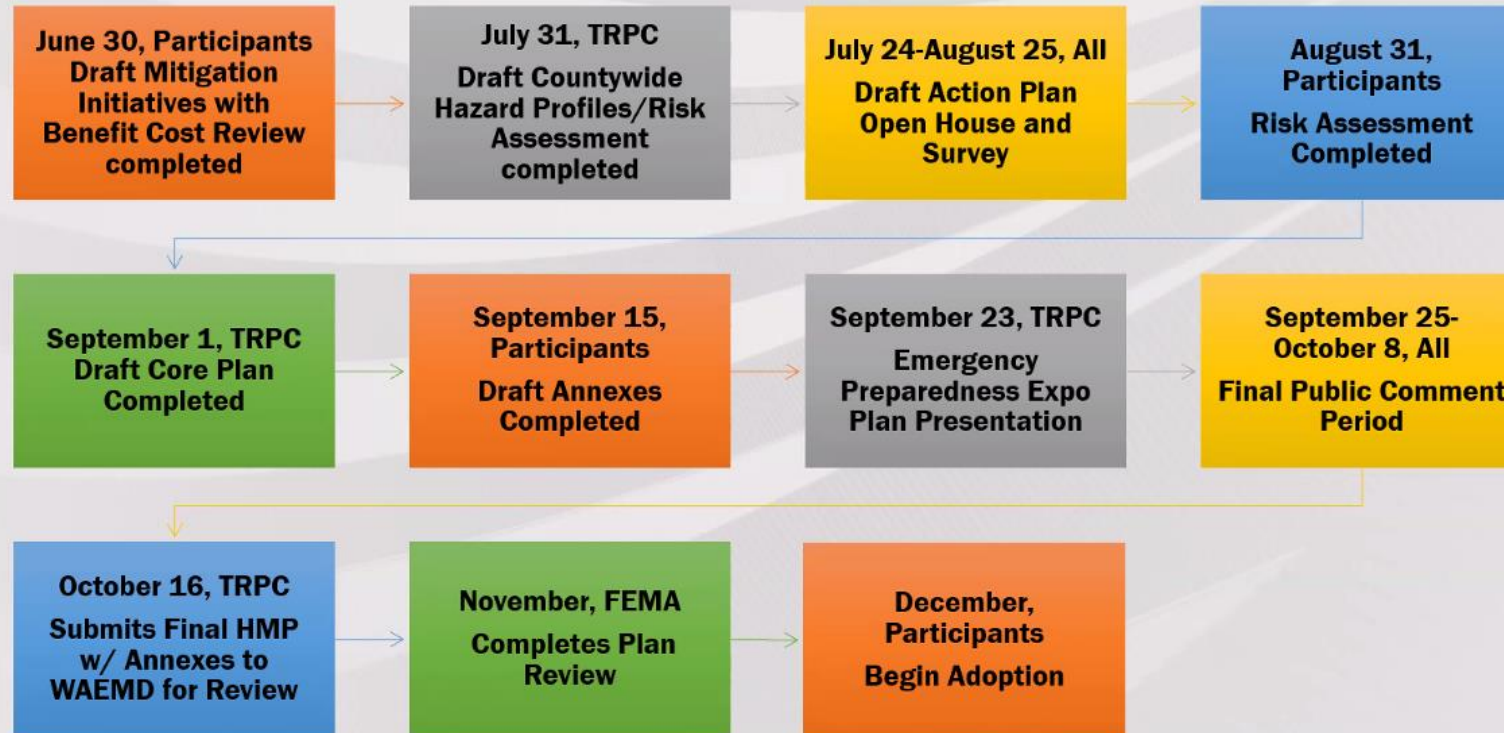 June 30, Participants
Draft Mitigation
Initiatives with
Benefit Cost Review
completed
July 31, TRPC
Draft Countywide
Hazard Profiles/Risk
Assessment
completed
July 24-August 25, All
Draft Action Plan
Open House and
Survey
August 31,
Participants
Risk Assessment
Completed
September 1, TRPC
Draft Core Plan
Completed
September 15,
Participants
Draft Annexes
Completed
September 23, TRPC
Emergency
Preparedness Expo
Plan Presentation
September 25-
October 8, All
Final Public Comment
Period
October 16, TRPC
Submits Final HMP
w/ Annexes to
WAEMD for Review
November, FEMA
Completes Plan
Review
December,
Participants
Begin Adoption